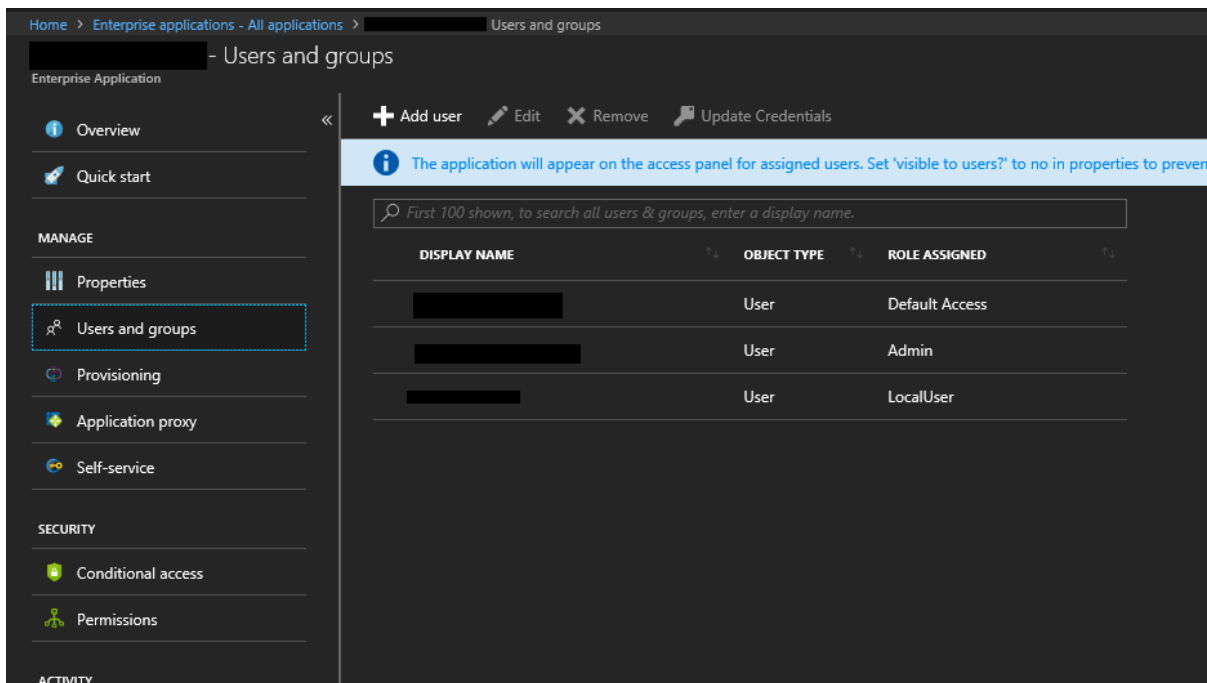 Home > Enterprise applications - All applications > Users and groups
- Users and groups
Enterprise Application
«
Overview
Quick start
MANAGE
Properties
Users and groups
Provisioning
Application proxy
Self-service
SECURITY
Conditional access
Permissions
ACTIVITY
Add user Edit Remove Update Credentials
The application will appear on the access panel for assigned users. Set 'visible to users?' to no in properties to preven
First 100 shown, to search all users & groups, enter a display name.
DISPLAY NAME ↑↓ OBJECT TYPE ↑↓ ROLE ASSIGNED ↑↓
User Default Access
User Admin
User LocalUser